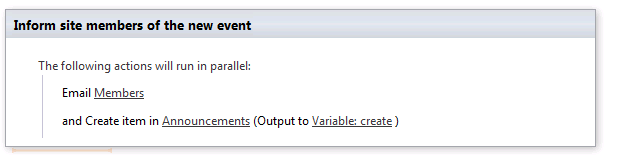 Inform site members of the new event
The following actions will run in parallel:
Email Members
and Create item in Announcements (Output to Variable: create )